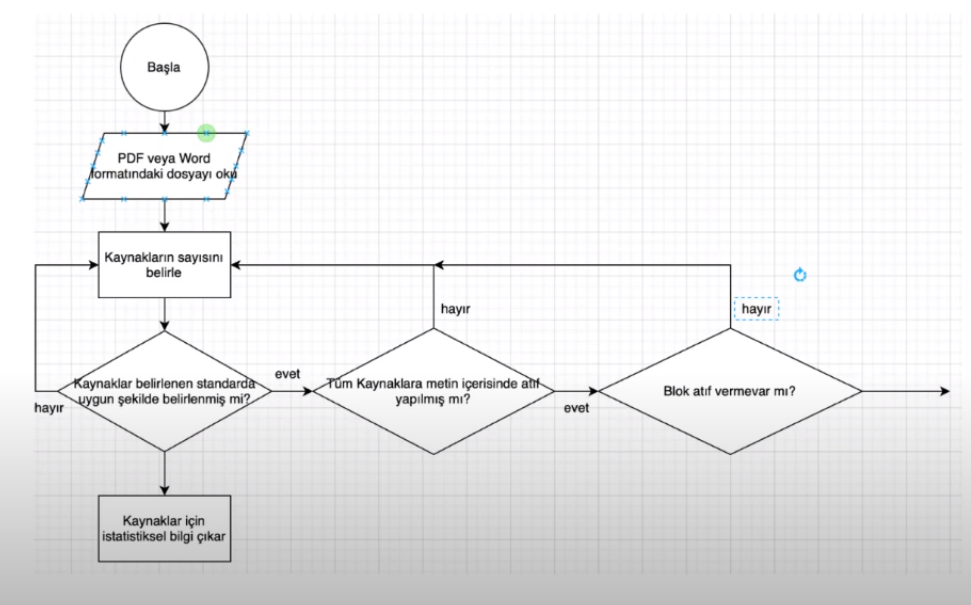 Başla
PDF veya Word
formatındaki dosyayı oku
Kaynakların sayısını
belirle
hayır
hayır
Kaynaklar belirlenen standarda
uygun şekilde belirlenmiş mi?
evet
Tüm Kaynaklara metin içerisinde atıf
yapılmış mı?
Blok atıf vermevar mı?
hayır
evet
Kaynaklar için
istatistiksel bilgi çıkar